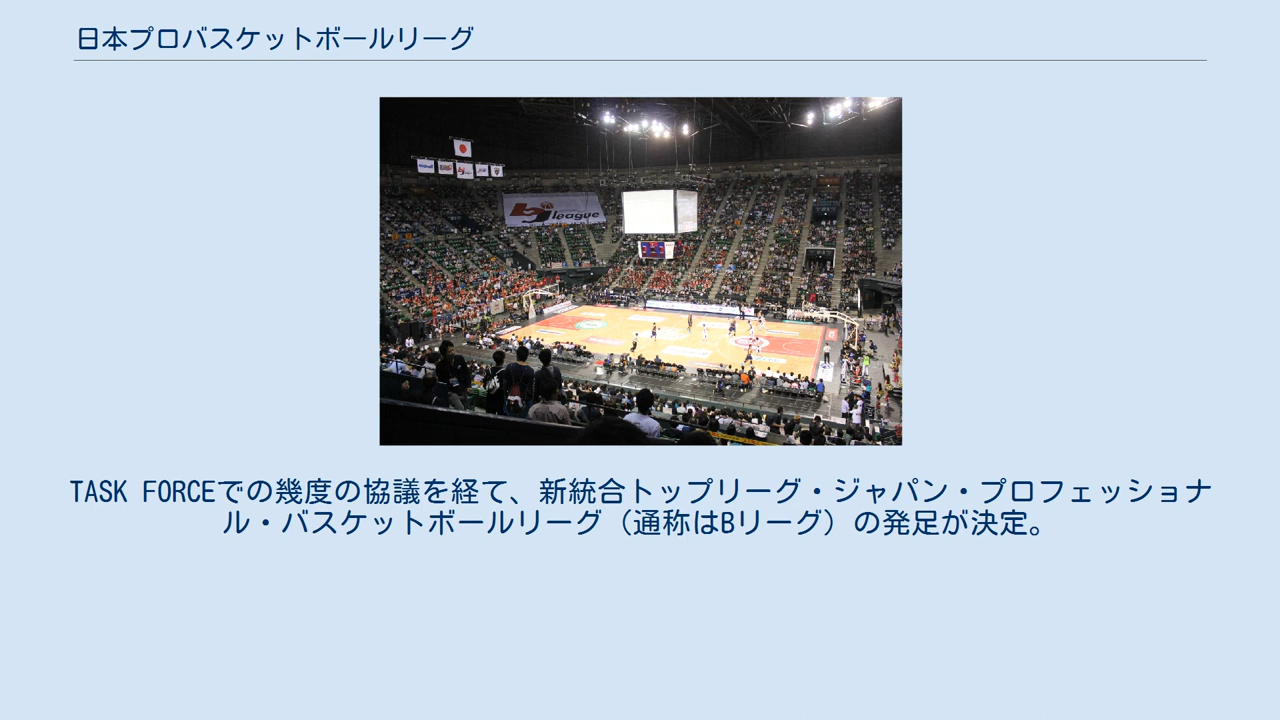 日本プロバスケットボールリーグ
bj league
TASK FORCEでの幾度の協議を経て、新統合トップリーグ・ジャパン・プロフェッショナ
ル・バスケットボールリーグ（通称はBリーグ）の発足が決定。